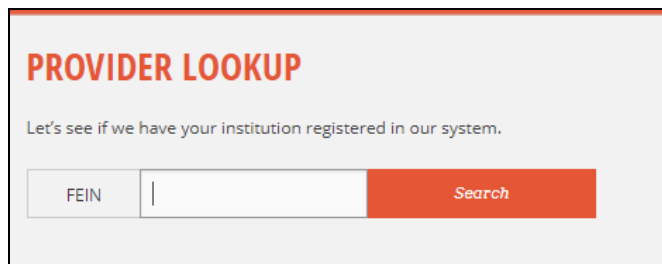 PROVIDER LOOKUP
Let's see if we have your institution registered in our system.
FEIN Search